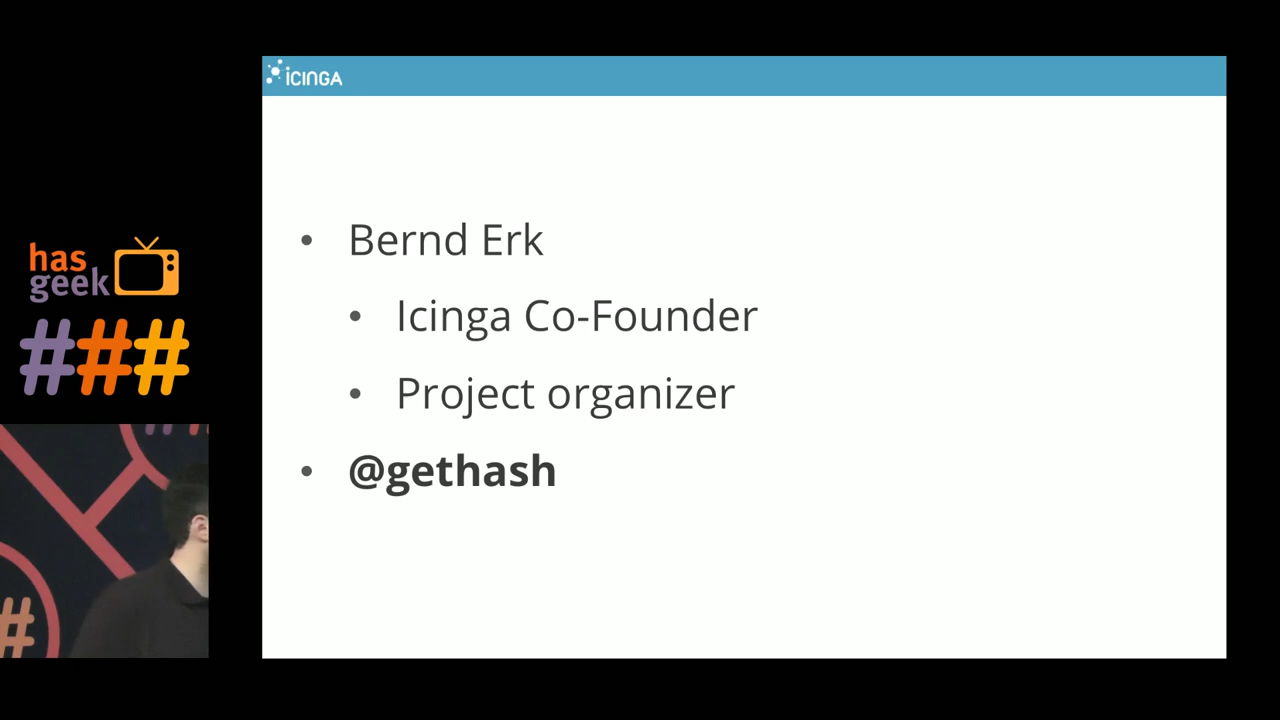 iCINGA
has
geek
###
• Bernd Erk
• Icinga Co-Founder
• Project organizer
• @gethash
#